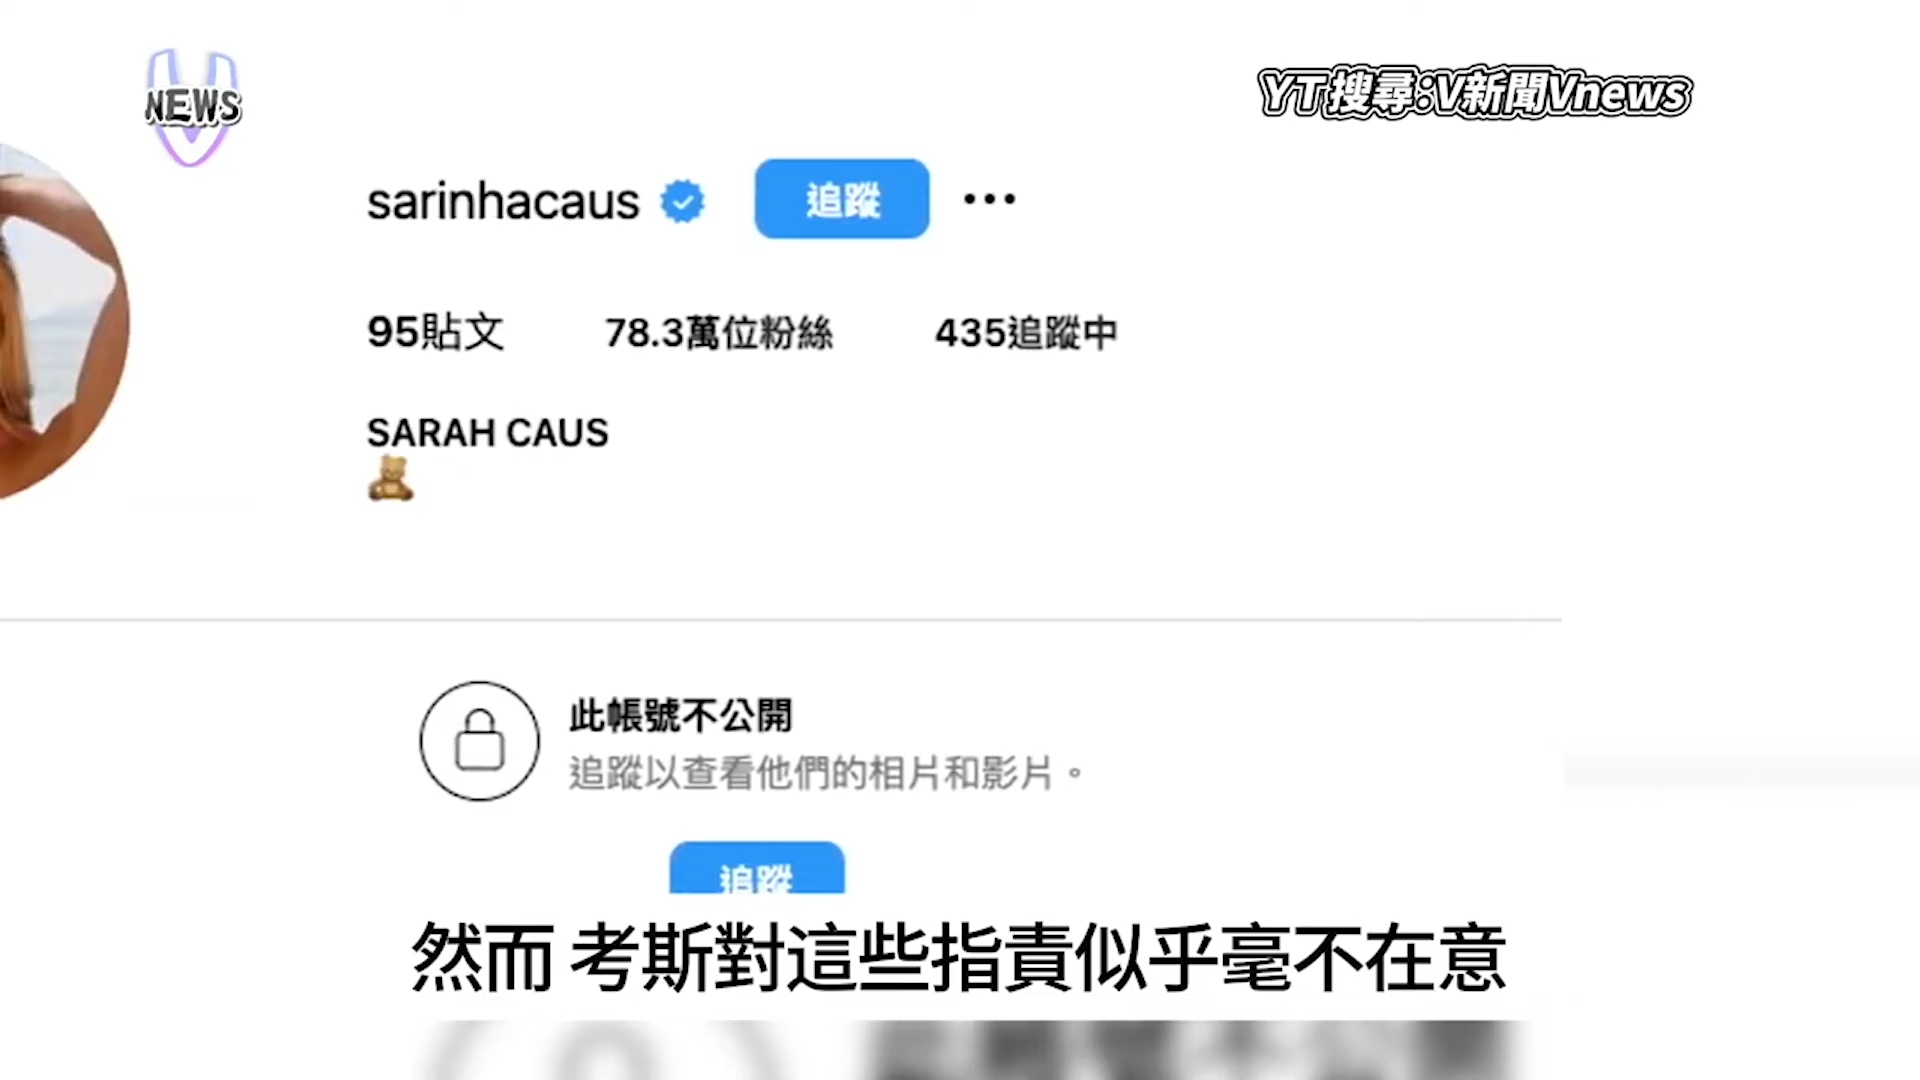 NEWS
YT搜尋:V新聞Vnews
sarinhacaus
追蹤
95貼文 78.3萬位粉絲 435追蹤中
SARAH CAUS
此帳號不公開
追蹤以查看他們的相片和影片。
追蹤
然而 考斯對這些指責似乎毫不在意